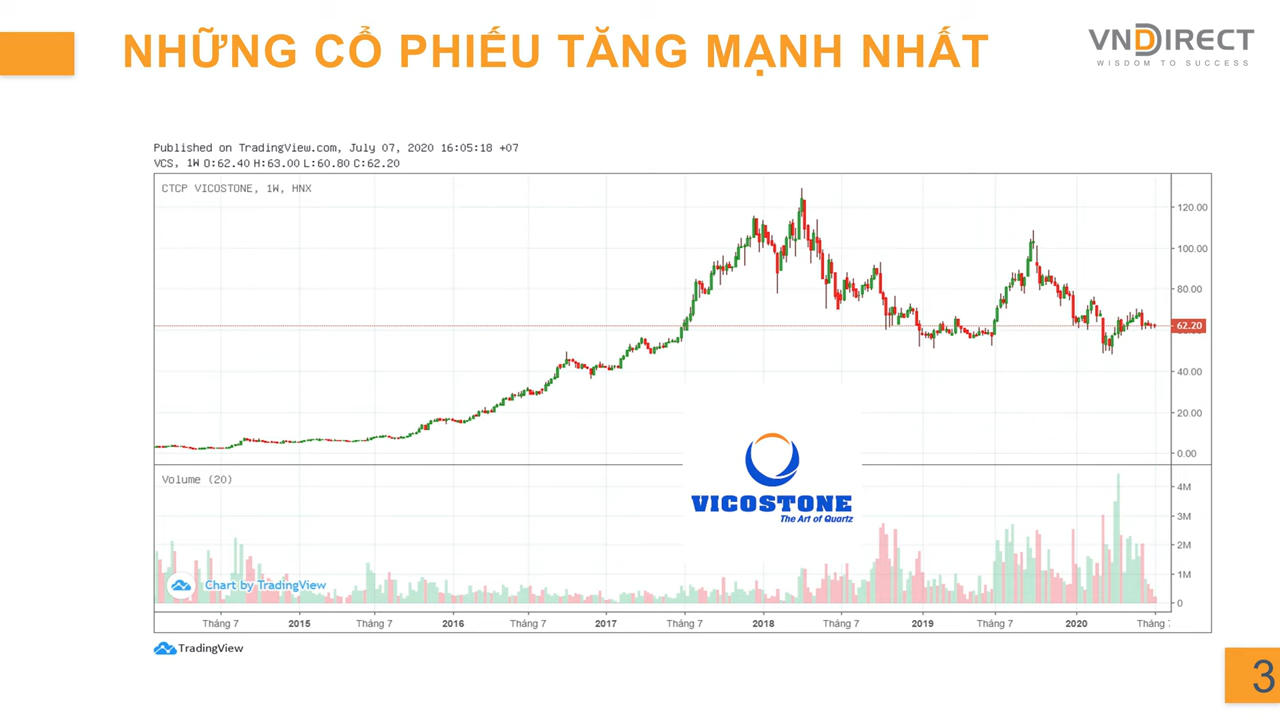 NHỮNG CỔ PHIẾU TĂNG MẠNH NHẤT
VNDIRECT
WISDOM TO SUCCESS
Published on TradingView.com, July 07, 2020 16:05:18 +07
VCS, 1W O:62.40 H:63.00 L:60.80 C:62.20
CTCP VICOSTONE, 1W, HNX
120.00
100.00
80.00
62.20
40.00
20.00
0.00
VICOSTONE
The Art of Quartz
Volume (20)
4M
3M
2M
1M
0
Chart by TradingView
Tháng 7 2015 Tháng 7 2016 Tháng 7 2017 Tháng 7 2018 Tháng 7 2019 Tháng 7 2020 Tháng
TradingView
3